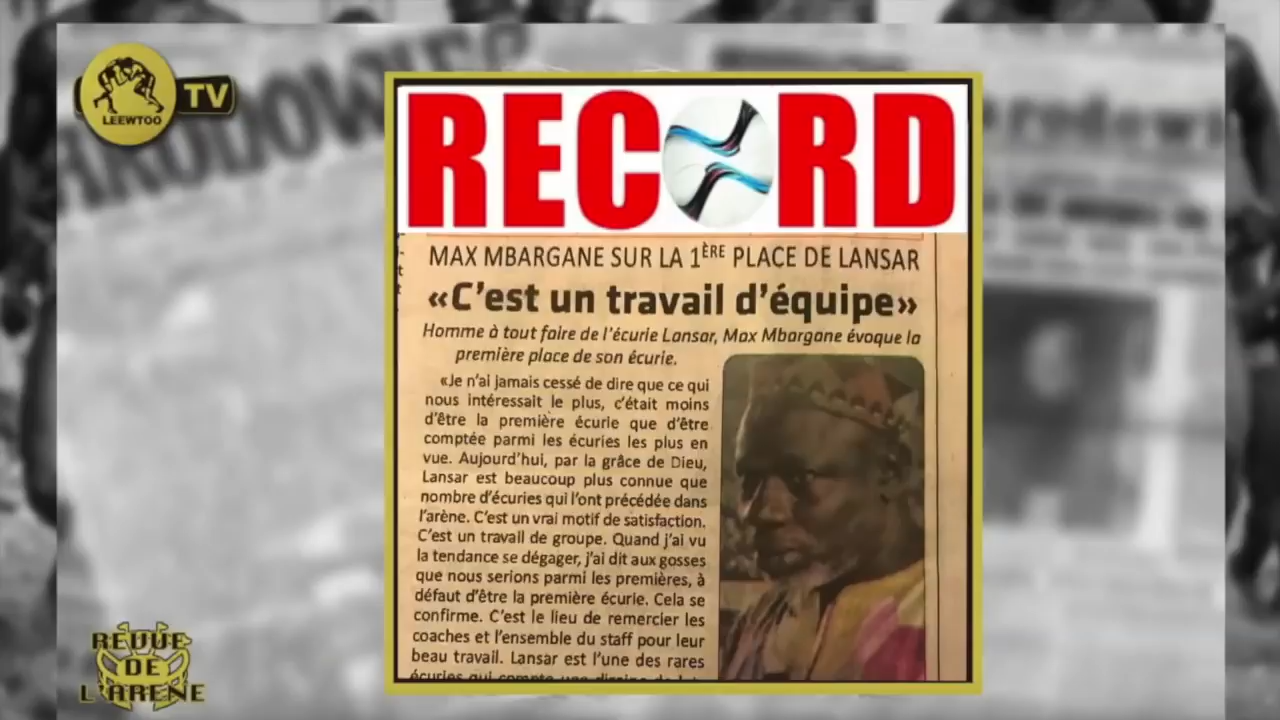 LEEWTOO
TV
RECORD
MAX MBARGANE SUR LA 1ÈRE PLACE DE LANSAR
«C'est un travail d'équipe»
Homme à tout faire de l'écurie Lansar, Max Mbargane évoque la
première place de son écurie.
«Je n'ai jamais cessé de dire que ce qui
nous intéressait le plus, c'était moins
d'être la première écurie que d'être
comptée parmi les écuries les plus en
vue. Aujourd'hui, par la grâce de Dieu,
Lansar est beaucoup plus connue que
nombre d'écuries qui l'ont précédée dans
l'arène. C'est un vrai motif de satisfaction.
C'est un travail de groupe. Quand j'ai vu
la tendance se dégager, j'ai dit aux gosses
que nous serions parmi les premières, à
défaut d'être la première écurie. Cela se
confirme. C'est le lieu de remercier les
coaches et l'ensemble du staff pour leur
beau travail. Lansar est l'une des rares
écuries qui compte une dizaine de
REVUE
DE
L'ARENE